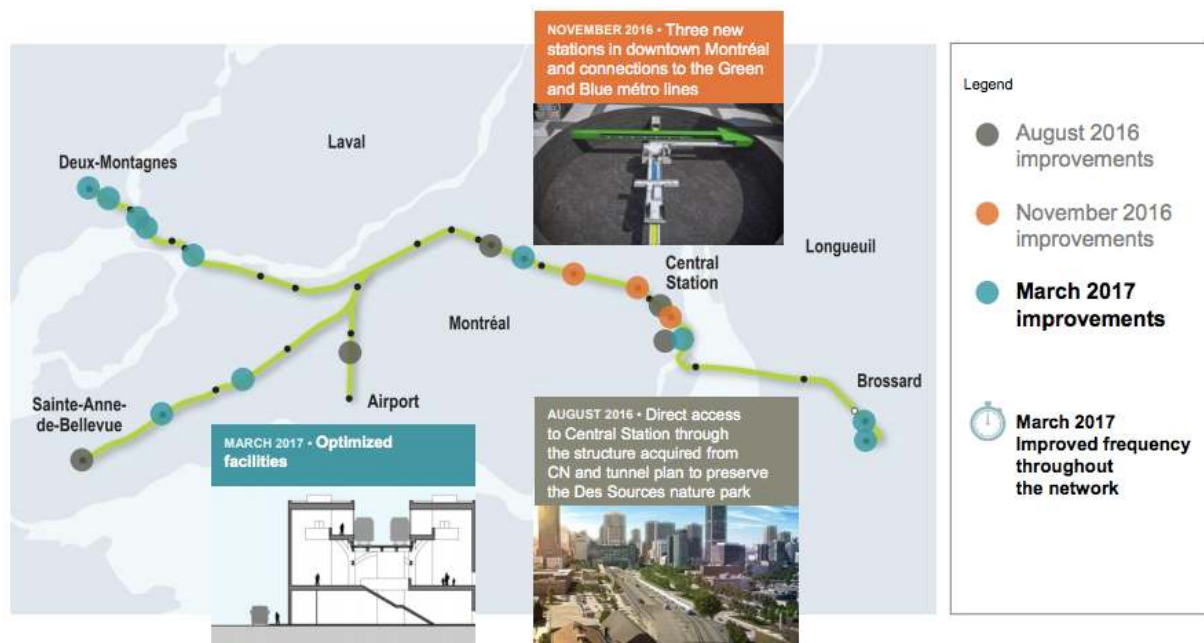 NOVEMBER 2016 • Three new
stations in downtown Montréal
and connections to the Green
and Blue métro lines
Laval
Deux-Montagnes
Longueuil
Central
Station
Montréal
Brossard
Airport
Sainte-Anne-
de-Bellevue
MARCH 2017 • Optimized
facilities
AUGUST 2016 • Direct access
to Central Station through
the structure acquired from
CN and tunnel plan to preserve
the Des Sources nature park
Legend
August 2016
improvements
November 2016
improvements
March 2017
improvements
March 2017
Improved frequency
throughout
the network